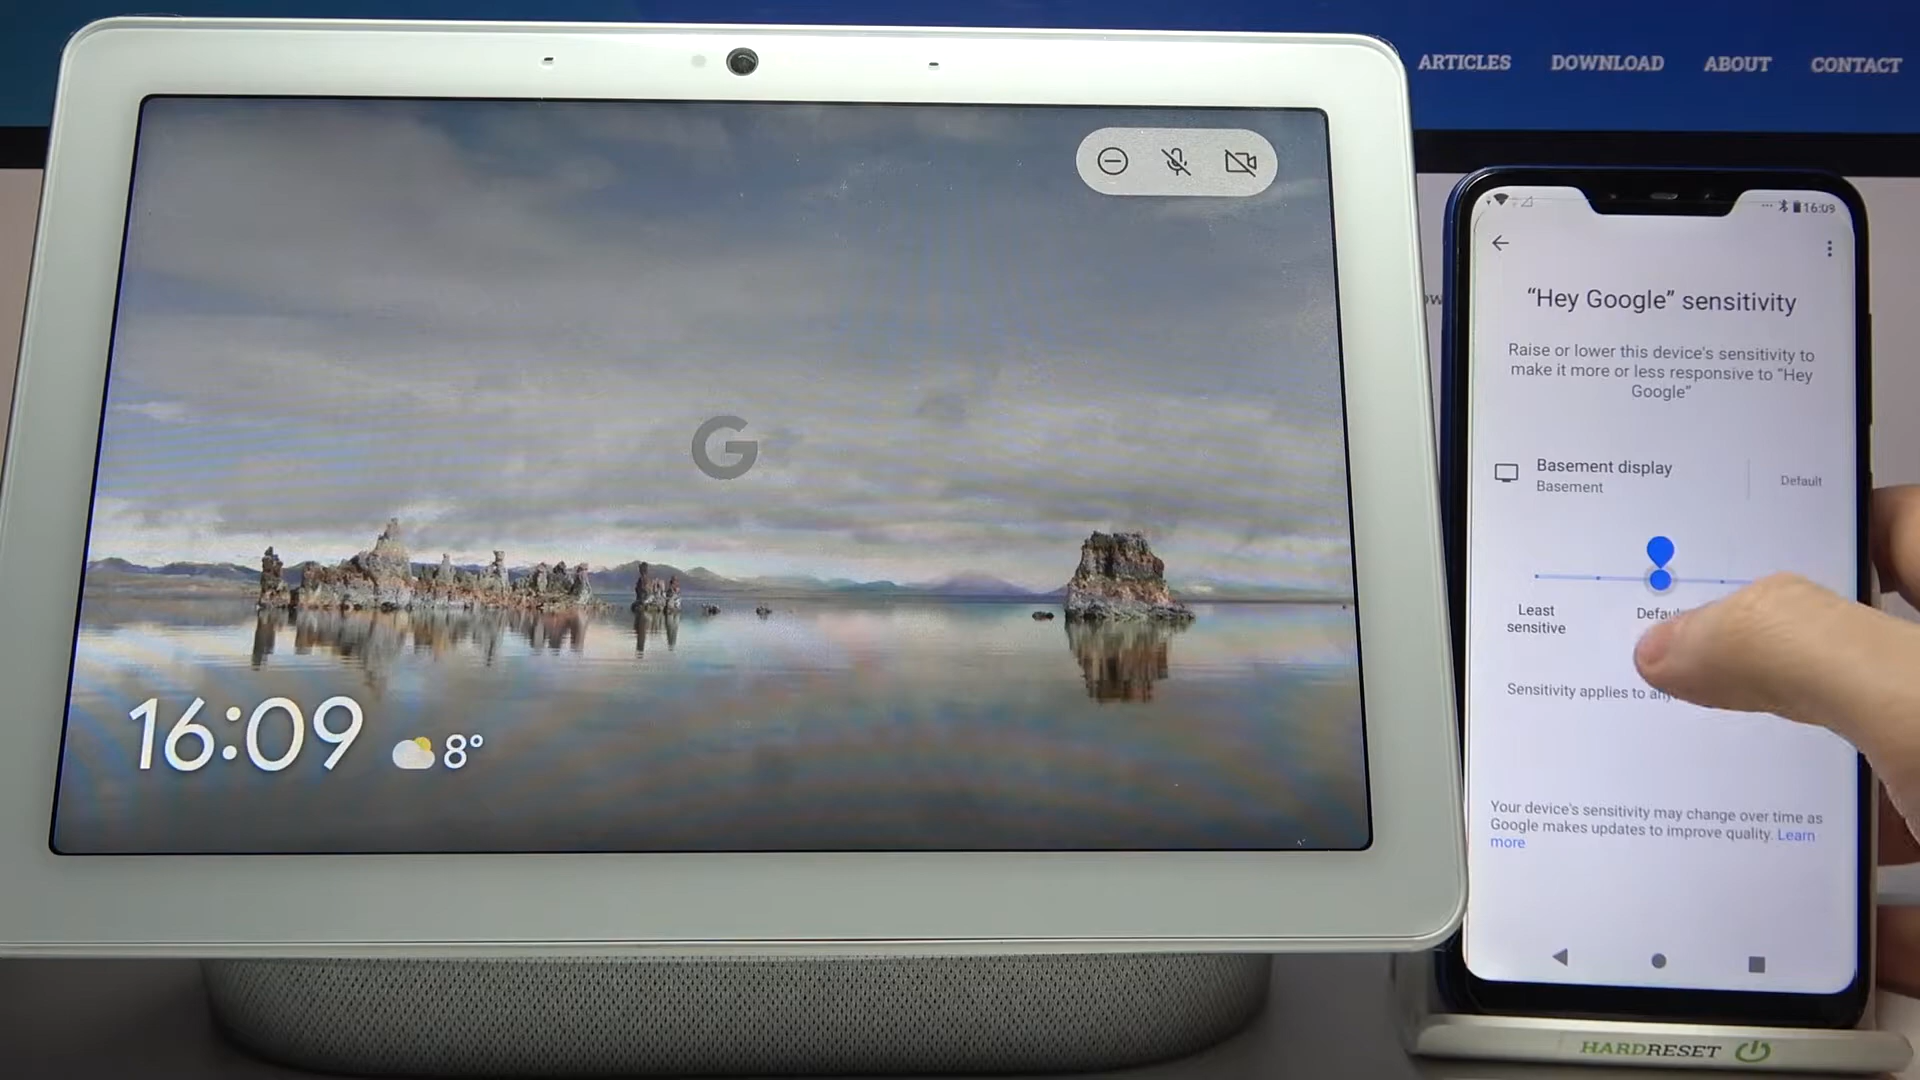 ARTICLES DOWNLOAD ABOUT CONTACT
16:09
“Hey Google” sensitivity
Raise or lower this device's sensitivity to
make it more or less responsive to “Hey
Google”
Basement display
Basement
Default
Least
sensitive
Sensitivity applies to
Your device's sensitivity may change over time as
Google makes updates to improve quality. Learn
more
G
16:09 8°
HARDRESET